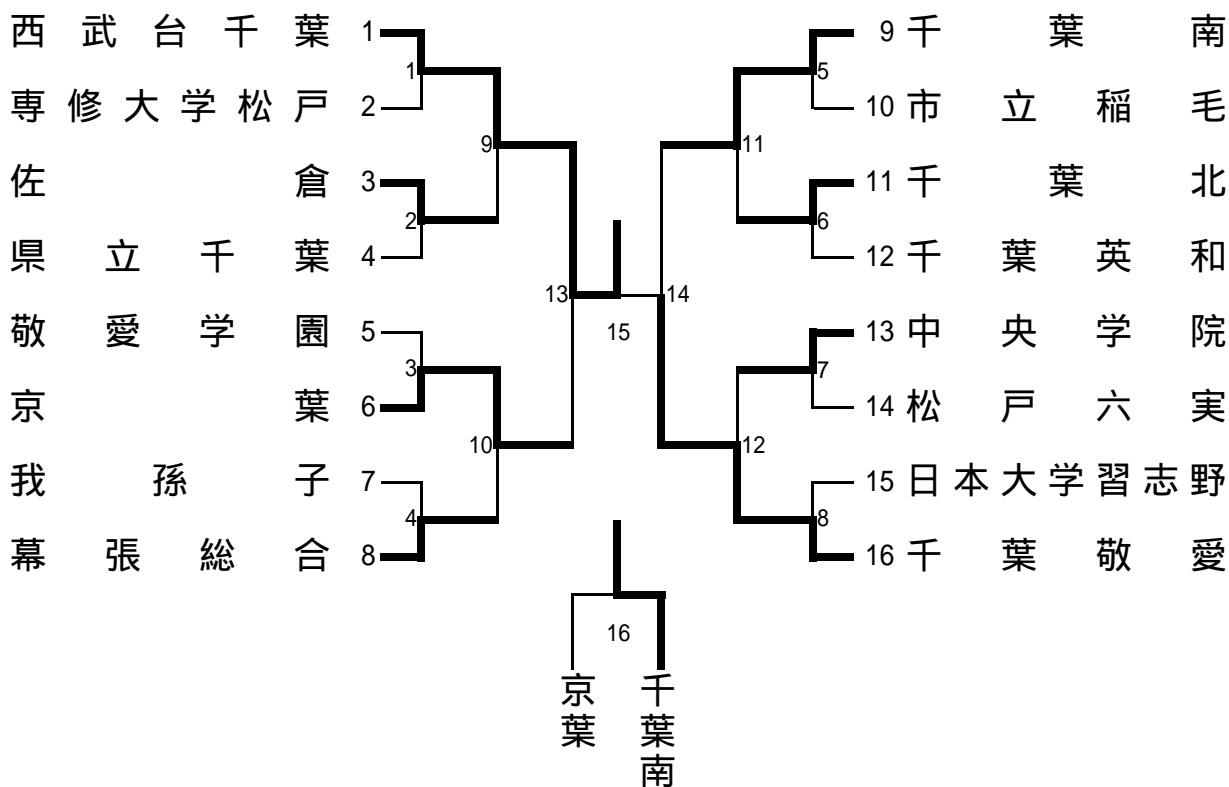 西武台千葉 1
1
専修大学松戸 2
9
佐倉 3
2
県立千葉 4
13
敬愛学園 5
3
京葉 6
10
我孫子 7
4
幕張総合 8
15
9 千葉南
5
10 市立稲毛
11
11 千葉北
6
12 千葉英和
14
13 中央学院
7
14 松戸六実
12
15 日本大学習志野
8
16 千葉敬愛
16
京葉
千葉南